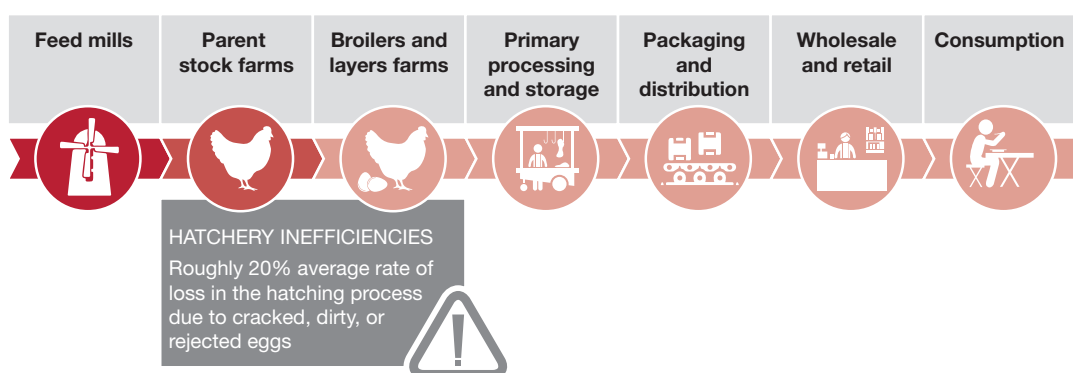 Feed mills
Parent
stock farms
Broilers and
layers farms
Primary
processing
and storage
Packaging
and
distribution
Wholesale
and retail
Consumption
HATCHERY INEFFICIENCIES
Roughly 20% average rate of
loss in the hatching process
due to cracked, dirty, or
rejected eggs